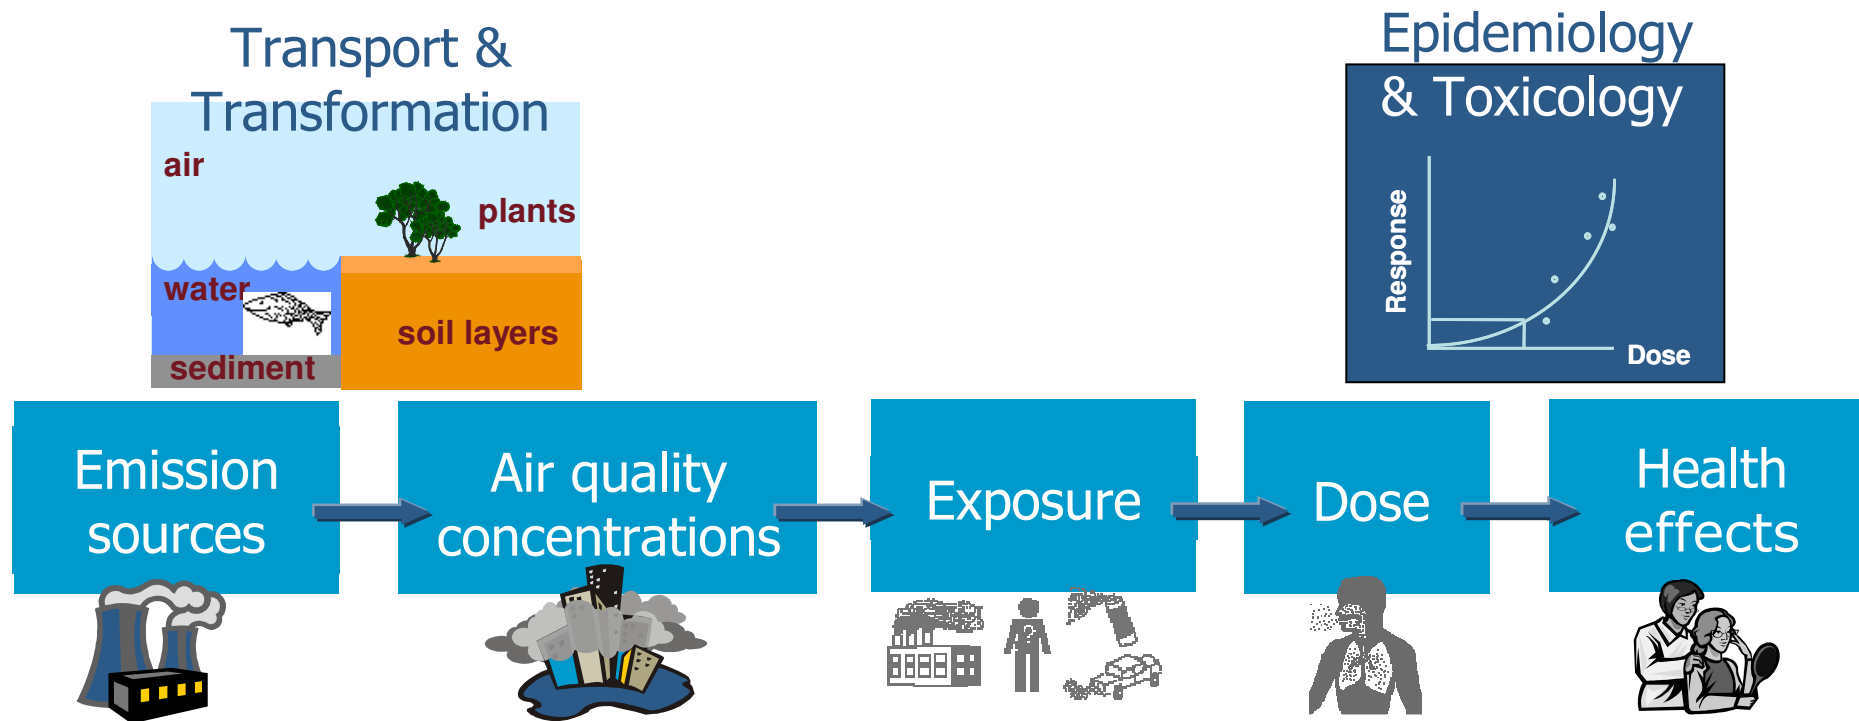 Transport &
Transformation
air
plants
water
soil layers
sediment
Epidemiology
& Toxicology
Response
Dose
Emission
sources
Air quality
concentrations
Exposure
Dose
Health
effects